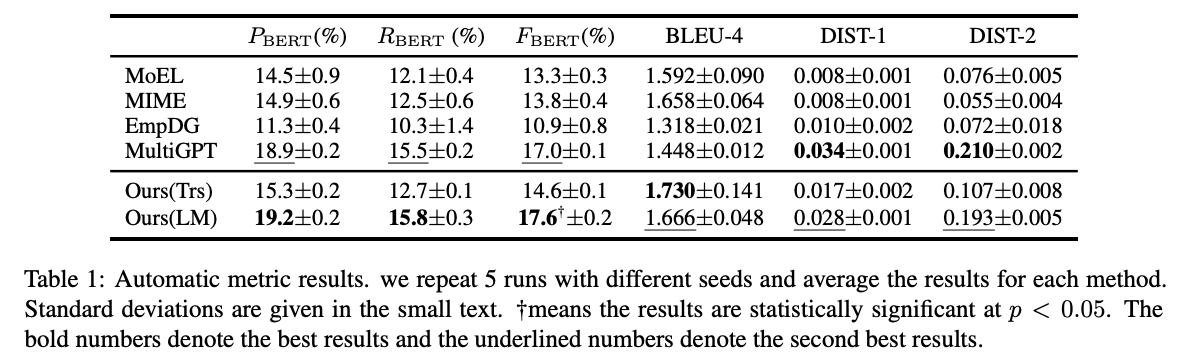 P_BERT(%) R_BERT (%) F_BERT(%) BLEU-4 DIST-1 DIST-2
MoEL 14.5±0.9 12.1±0.4 13.3±0.3 1.592±0.090 0.008±0.001 0.076±0.005
MIME 14.9±0.6 12.5±0.6 13.8±0.4 1.658±0.064 0.008±0.001 0.055±0.004
EmpDG 11.3±0.4 10.3±1.4 10.9±0.8 1.318±0.021 0.010±0.002 0.072±0.018
MultiGPT 18.9±0.2 15.5±0.2 17.0±0.1 1.448±0.012 0.034±0.001 0.210±0.002
Ours(Trs) 15.3±0.2 12.7±0.1 14.6±0.1 1.730±0.141 0.017±0.002 0.107±0.008
Ours(LM) 19.2±0.2 15.8±0.3 17.6†±0.2 1.666±0.048 0.028±0.001 0.193±0.005
Table 1: Automatic metric results. we repeat 5 runs with different seeds and average the results for each method.
Standard deviations are given in the small text. †means the results are statistically significant at p < 0.05. The
bold numbers denote the best results and the underlined numbers denote the second best results.